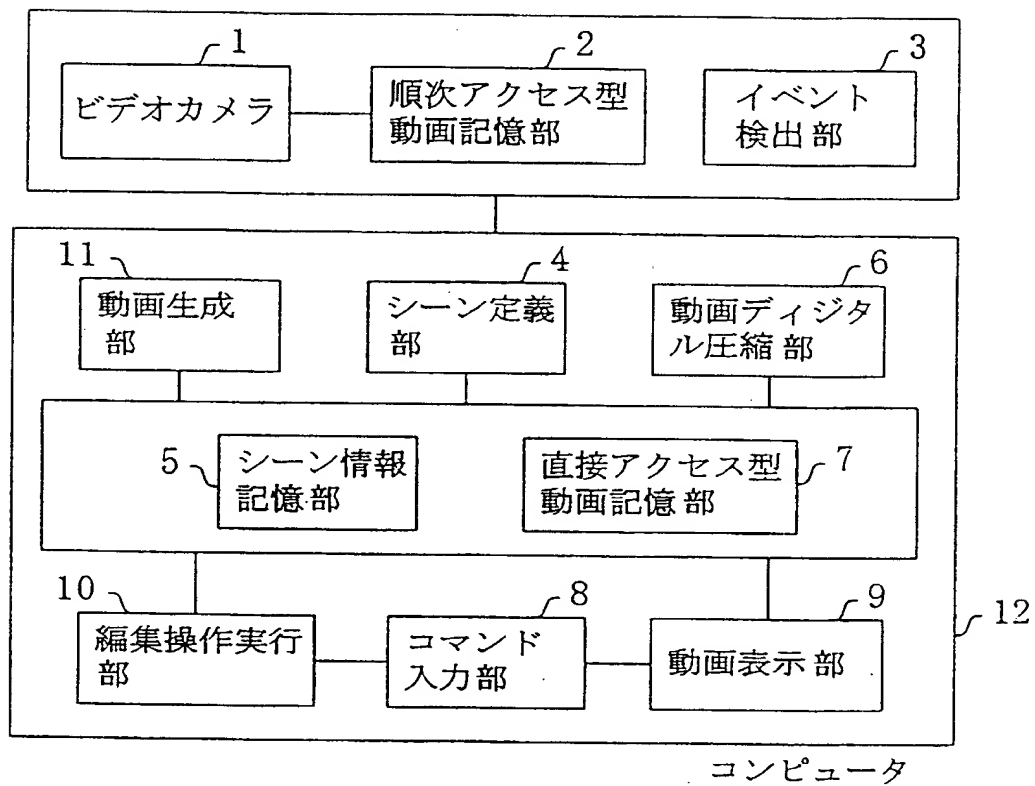 1
ビデオカメラ
2
順次アクセス型
動画記憶部
3
イベント
検出部
11
動画生成
部
4
シーン定義
部
6
動画ディジタ
ル圧縮部
5
シーン情報
記憶部
直接アクセス型
動画記憶部
7
10
編集操作実行
部
8
コマンド
入力部
9
動画表示部
12
コンピュータ